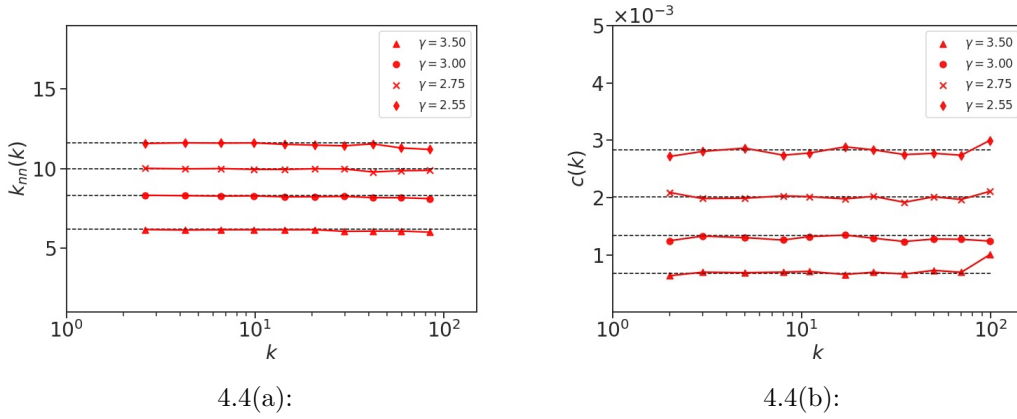 15
10
5
k_{nn}(k)
γ = 3.50
γ = 3.00
γ = 2.75
γ = 2.55
10^0
10^1
10^2
k
4.4(a):
×10^{-3}
5
4
3
2
1
c(k)
γ = 3.50
γ = 3.00
γ = 2.75
γ = 2.55
10^0
10^1
10^2
k
4.4(b):